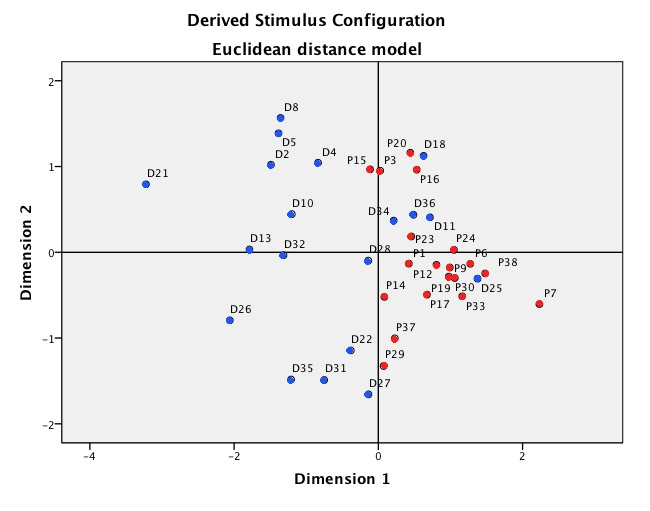 Derived Stimulus Configuration
Euclidean distance model
2
1
0
−1
−2
Dimension 2
D8
D5
D2
D4
D21
D10
D13
D32
D26
D22
D35
D31
D27
D28
P15
P3
P20
D18
P16
D34
D36
D11
P23
P24
P1
P6
P38
P12
P9
P14
P19
P30
D25
P17
P33
P7
P37
P29
−4
−2
0
2
Dimension 1